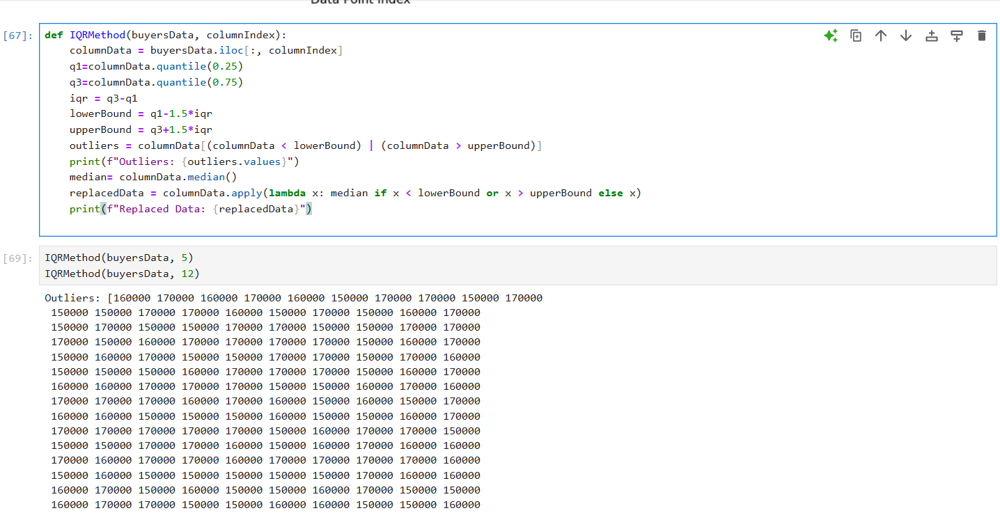 Data Point Index
[67]:
def IQRMethod(buyersData, columnIndex):
    columnData = buyersData.iloc[:, columnIndex]
    q1=columnData.quantile(0.25)
    q3=columnData.quantile(0.75)
    iqr = q3-q1
    lowerBound = q1-1.5*iqr
    upperBound = q3+1.5*iqr
    outliers = columnData[(columnData < lowerBound) | (columnData > upperBound)]
    print(f"Outliers: {outliers.values}")
    median= columnData.median()
    replacedData = columnData.apply(lambda x: median if x < lowerBound or x > upperBound else x)
    print(f"Replaced Data: {replacedData}")
[69]:
IQRMethod(buyersData, 5)
IQRMethod(buyersData, 12)
Outliers: [160000 170000 160000 170000 160000 150000 170000 170000 150000 170000
 150000 150000 170000 170000 160000 150000 170000 150000 160000 170000
 150000 170000 150000 150000 170000 170000 150000 150000 170000 170000
 170000 150000 160000 170000 170000 170000 170000 150000 160000 170000
 150000 160000 170000 150000 150000 170000 150000 170000 170000 160000
 150000 150000 150000 160000 170000 170000 170000 150000 160000 170000
 160000 160000 170000 170000 170000 150000 150000 160000 170000 160000
 170000 170000 170000 160000 170000 160000 150000 160000 150000 170000
 160000 160000 150000 150000 150000 160000 150000 150000 160000 170000
 170000 170000 170000 170000 170000 150000 160000 170000 170000 150000
 150000 150000 170000 170000 160000 150000 160000 170000 160000 160000
 170000 160000 170000 170000 160000 170000 170000 170000 170000 160000
 150000 160000 150000 150000 150000 150000 150000 170000 160000 160000
 160000 170000 150000 160000 150000 150000 160000 170000 150000 150000
 160000 170000 170000 150000 150000 160000 160000 150000 150000 160000